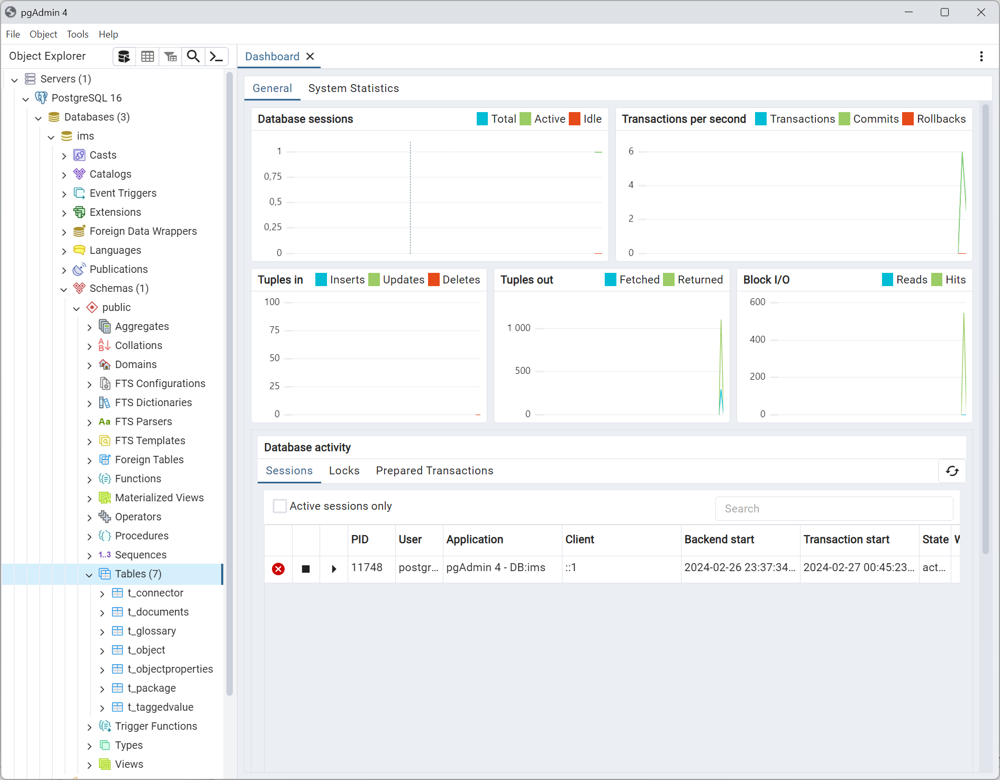 pgAdmin 4
File Object Tools Help
Object Explorer
Servers (1)
PostgreSQL 16
Databases (3)
ims
Casts
Catalogs
Event Triggers
Extensions
Foreign Data Wrappers
Languages
Publications
Schemas (1)
public
Aggregates
Collations
Domains
FTS Configurations
FTS Dictionaries
Aa FTS Parsers
FTS Templates
Foreign Tables
Functions
Materialized Views
Operators
Procedures
1..3 Sequences
Tables (7)
t_connector
t_documents
t_glossary
t_object
t_objectproperties
t_package
t_taggedvalue
Trigger Functions
Types
Views
Dashboard
General System Statistics
Database sessions Total Active Idle
1
0,75
0,5
0,25
0
Transactions per second Transactions Commits Rollbacks
6
4
2
0
Tuples in Inserts Updates Deletes
100
75
50
25
0
Tuples out Fetched Returned
1 000
500
0
Block I/O Reads Hits
600
400
200
0
Database activity
Sessions Locks Prepared Transactions
Active sessions only Search
PID User Application Client Backend start Transaction start State
11748 postgr... pgAdmin 4 - DB:ims ::1 2024-02-26 23:37:34... 2024-02-27 00:45:23... act...